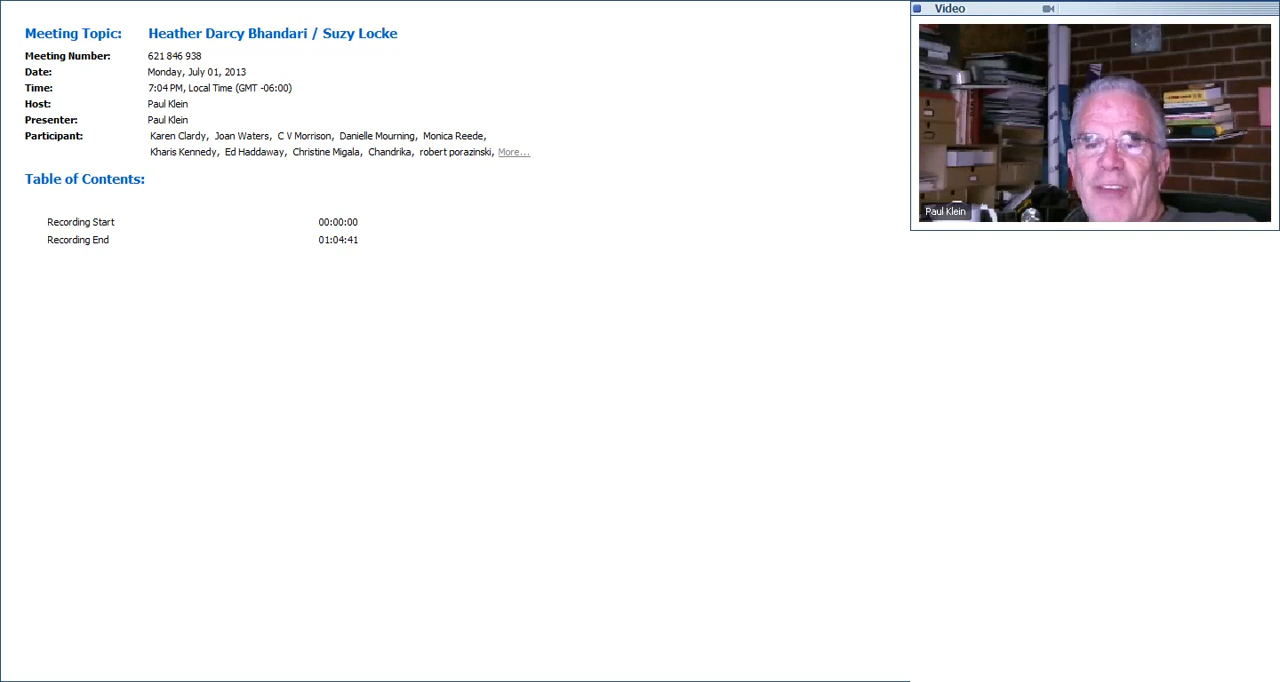 Meeting Topic: Heather Darcy Bhandari / Suzy Locke
Meeting Number: 621 846 938
Date: Monday, July 01, 2013
Time: 7:04 PM, Local Time (GMT -06:00)
Host: Paul Klein
Presenter: Paul Klein
Participant: Karen Clardy, Joan Waters, C V Morrison, Danielle Mourning, Monica Reede,
Kharis Kennedy, Ed Haddaway, Christine Migala, Chandrika, robert porazinski, More...
Table of Contents:
Recording Start 00:00:00
Recording End 01:04:41
Video
Paul Klein